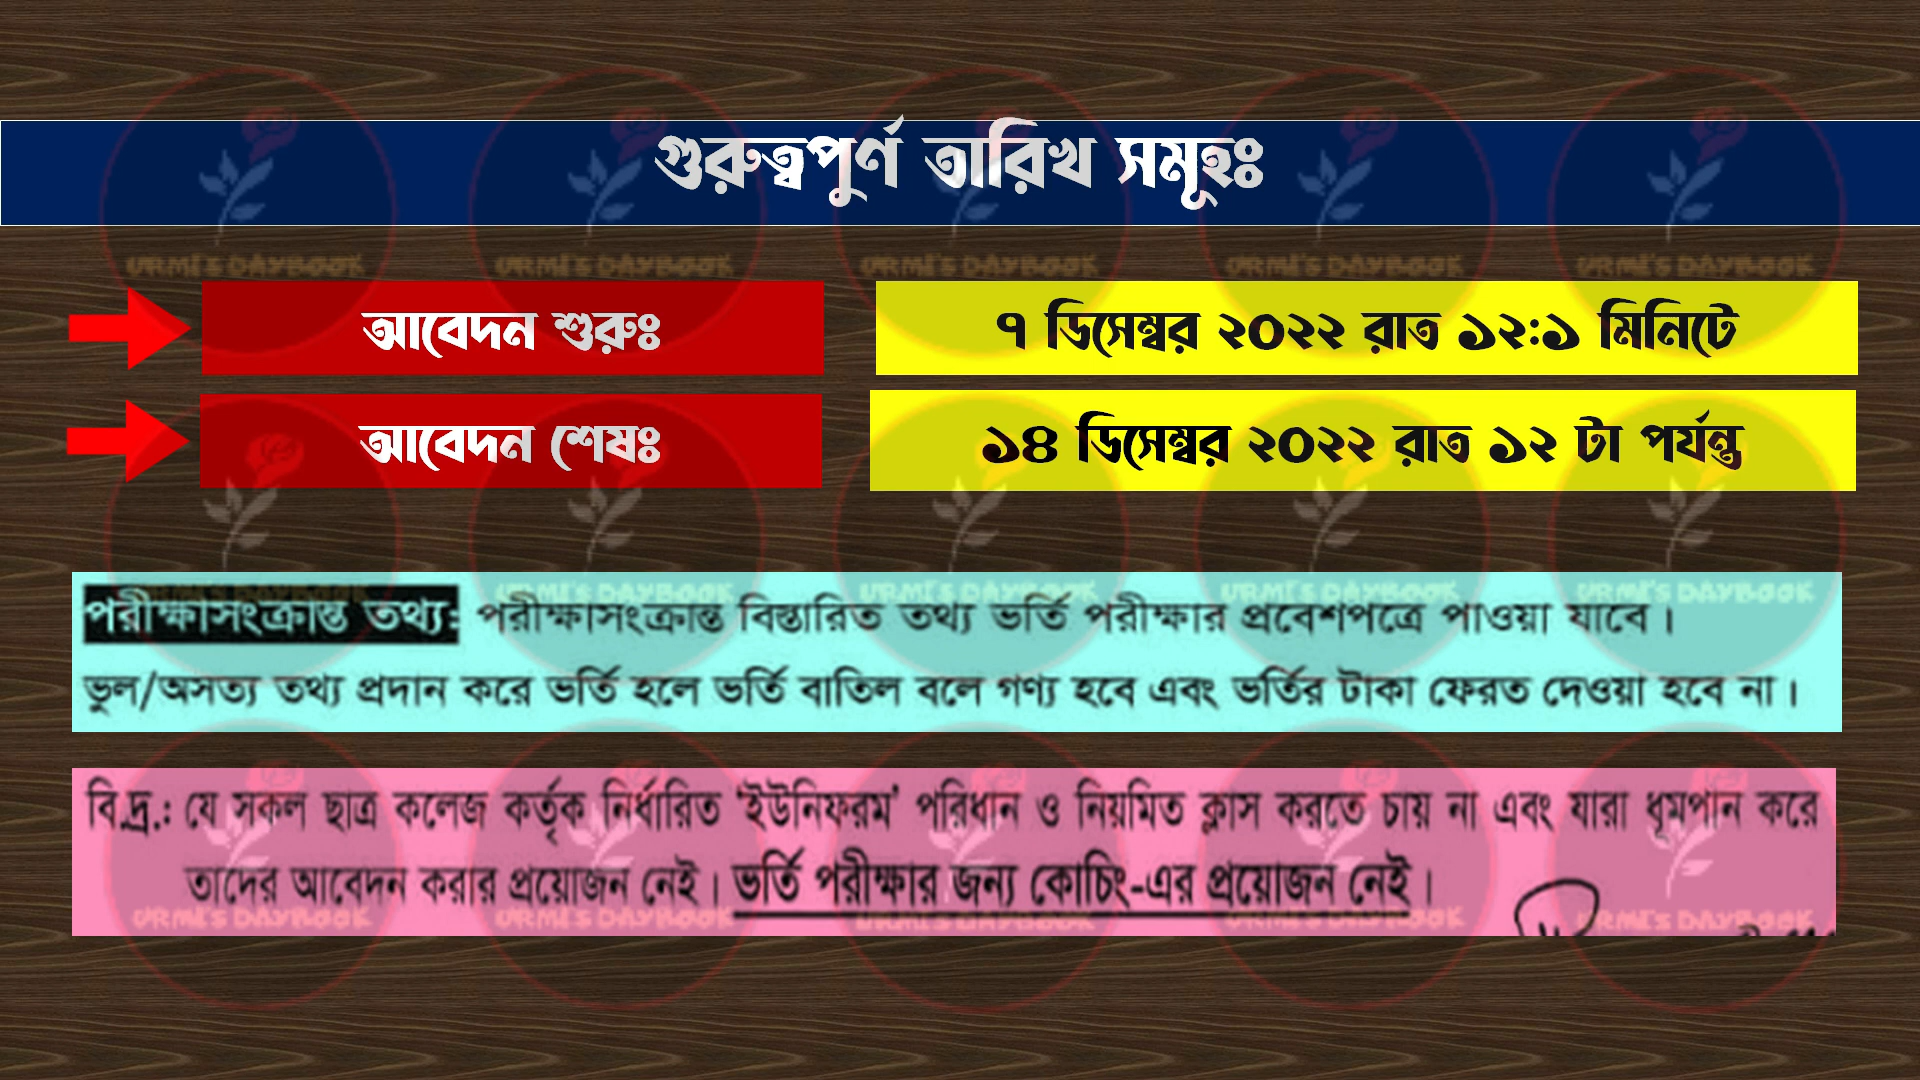 গুরুত্বপুর্ণ তারিখ সমূহঃ
আবেদন শুরুঃ
৭ ডিসেম্বর ২০২২ রাত ১২:১ মিনিটে
আবেদন শেষঃ
১৪ ডিসেম্বর ২০২২ রাত ১২ টা পর্যন্ত
পরীক্ষাসংক্রান্ত তথ্য: পরীক্ষাসংক্রান্ত বিস্তারিত তথ্য ভর্তি পরীক্ষার প্রবেশপত্রে পাওয়া যাবে।
ভুল/অসত্য তথ্য প্রদান করে ভর্তি হলে ভর্তি বাতিল বলে গণ্য হবে এবং ভর্তির টাকা ফেরত দেওয়া হবে না।
বি.দ্র.: যে সকল ছাত্র কলেজ কর্তৃক নির্ধারিত ‘ইউনিফরম’ পরিধান ও নিয়মিত ক্লাস করতে চায় না এবং যারা ধূমপান করে
তাদের আবেদন করার প্রয়োজন নেই। ভর্তি পরীক্ষার জন্য কোচিং-এর প্রয়োজন নেই।
URMI'S DAYBOOK